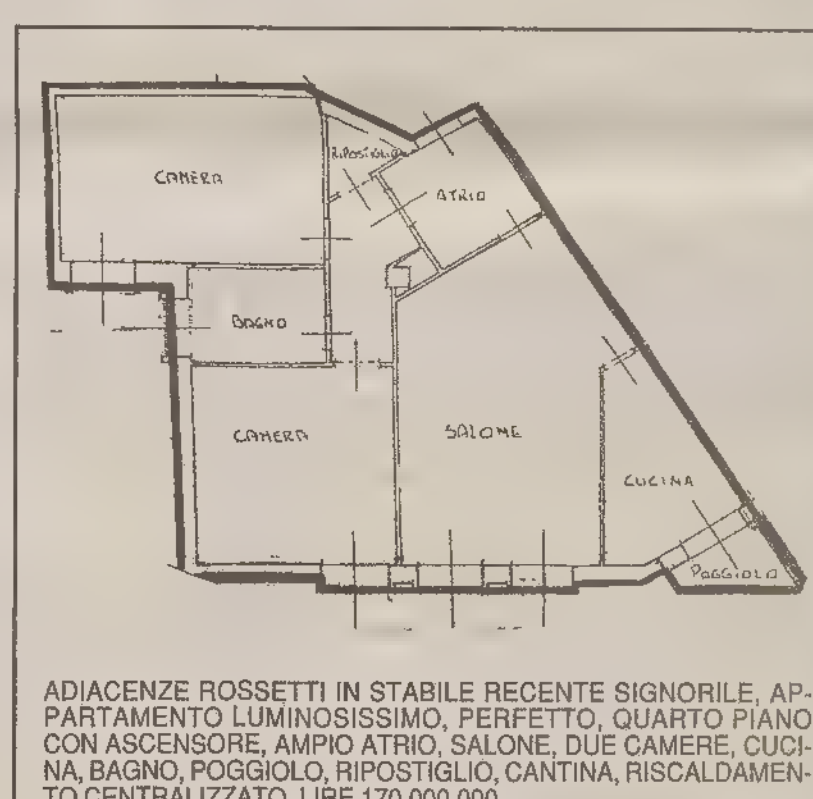 CAMERA
RIPOSTIGLIO
ATRIO
BAGNO
CAMERA
SALONE
CUCINA
POGGIOLO
ADIACENZE ROSSETTI IN STABILE RECENTE SIGNORILE, AP-
PARTAMENTO LUMINOSISSIMO, PERFETTO, QUARTO PIANO
CON ASCENSORE, AMPIO ATRIO, SALONE, DUE CAMERE, CUCI-
NA, BAGNO, POGGIOLO, RIPOSTIGLIO, CANTINA, RISCALDAMEN-
TO CENTRALIZZATO. LIRE 170.000.000